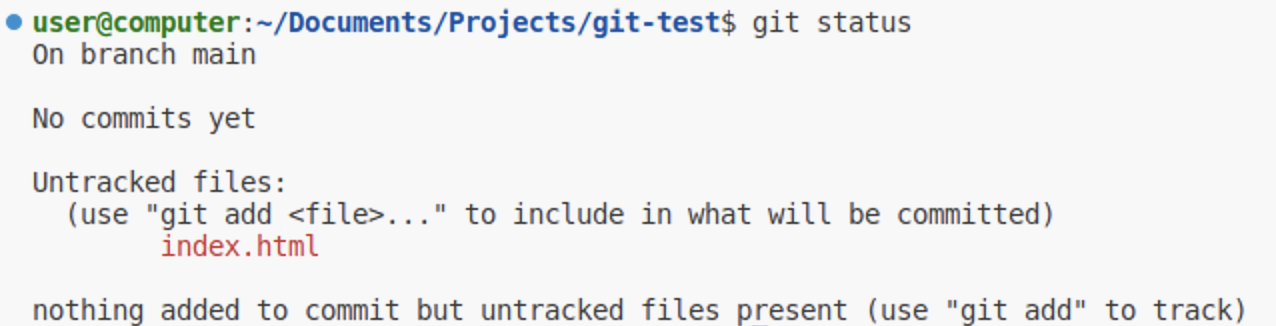 user@computer:~/Documents/Projects/git-test$ git status
On branch main
No commits yet
Untracked files:
(use "git add <file>..." to include in what will be committed)
index.html
nothing added to commit but untracked files present (use "git add" to track)